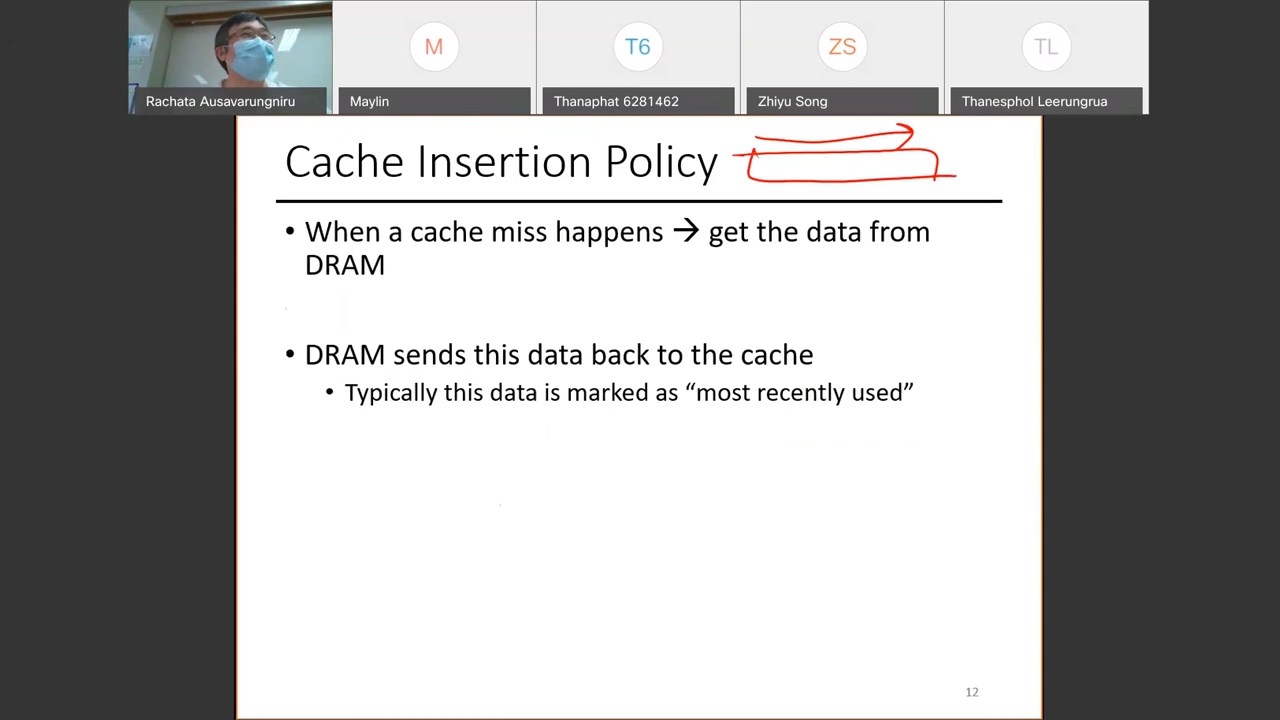 M
T6
ZS
TL
Rachata Ausavarungniru
Maylin
Thanaphat 6281462
Zhiyu Song
Thanesphol Leerungrua
Cache Insertion Policy
• When a cache miss happens → get the data from
DRAM
• DRAM sends this data back to the cache
• Typically this data is marked as “most recently used”
12